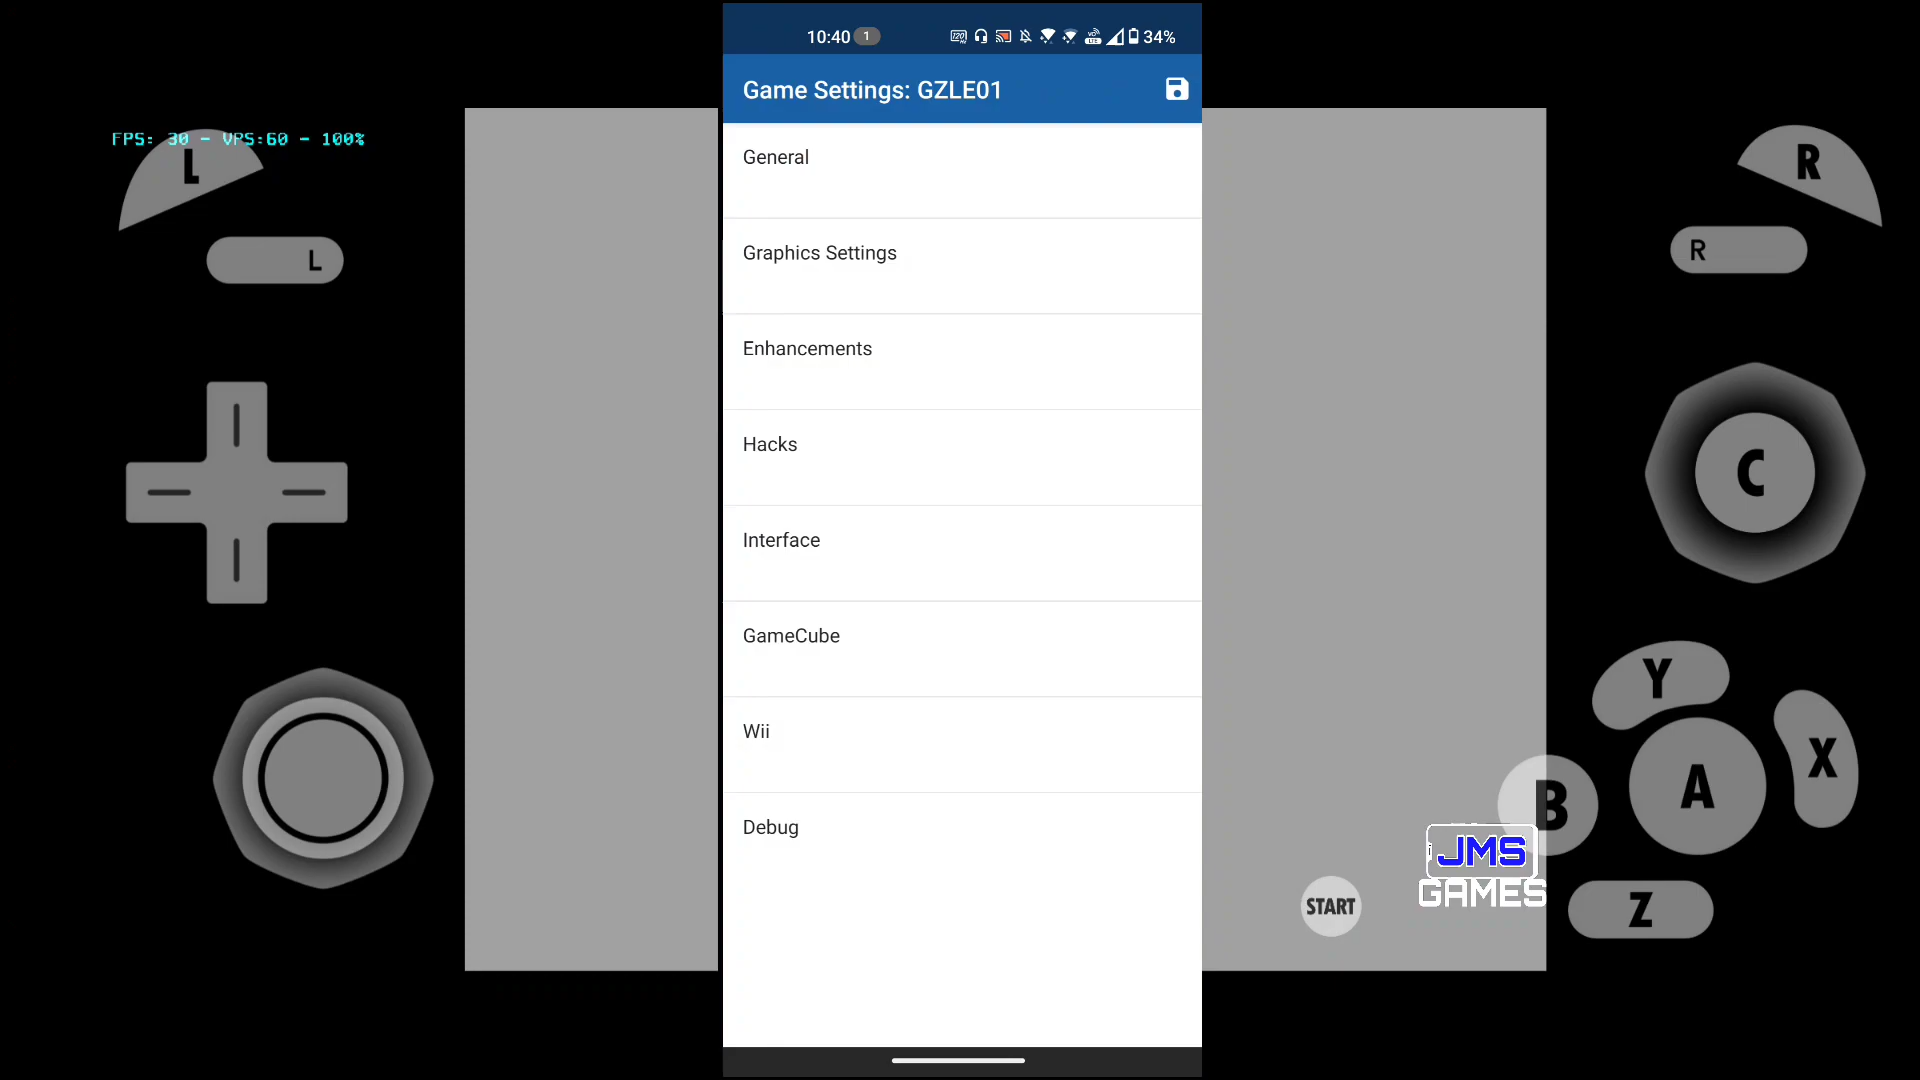 10:40 1 34%
Game Settings: GZLE01
FPS: 30 - VPS:60 - 100%
L
R
General
L
R
Graphics Settings
Enhancements
Hacks
C
Interface
GameCube
Y
Wii
X
A
B
Debug
JMS
GAMES
START
Z